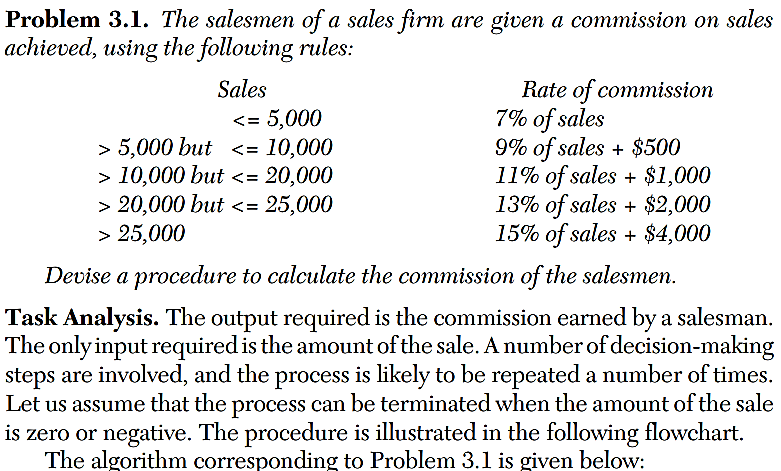 Problem 3.1. The salesmen of a sales firm are given a commission on sales
achieved, using the following rules:
Sales Rate of commission
<= 5,000 7% of sales
> 5,000 but <= 10,000 9% of sales + $500
> 10,000 but <= 20,000 11% of sales + $1,000
> 20,000 but <= 25,000 13% of sales + $2,000
> 25,000 15% of sales + $4,000
Devise a procedure to calculate the commission of the salesmen.
Task Analysis. The output required is the commission earned by a salesman.
The only input required is the amount of the sale. A number of decision-making
steps are involved, and the process is likely to be repeated a number of times.
Let us assume that the process can be terminated when the amount of the sale
is zero or negative. The procedure is illustrated in the following flowchart.
The algorithm corresponding to Problem 3.1 is given below: